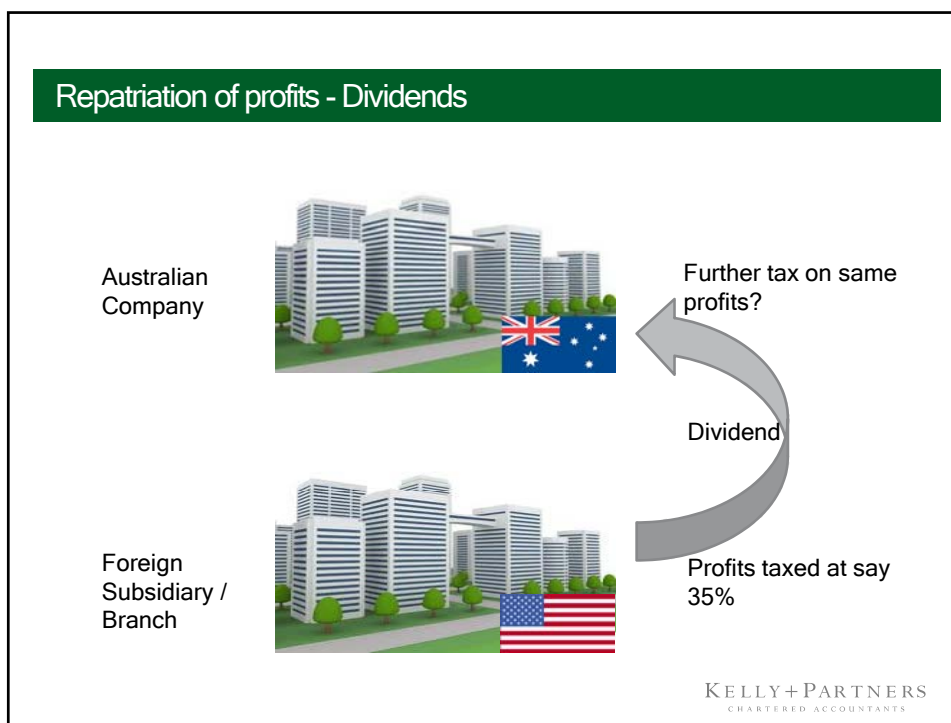 Repatriation of profits - Dividends
Australian
Company
Further tax on same
profits?
Dividend
Foreign
Subsidiary /
Branch
Profits taxed at say
35%
KELLY+PARTNERS
CHARTERED ACCOUNTANTS